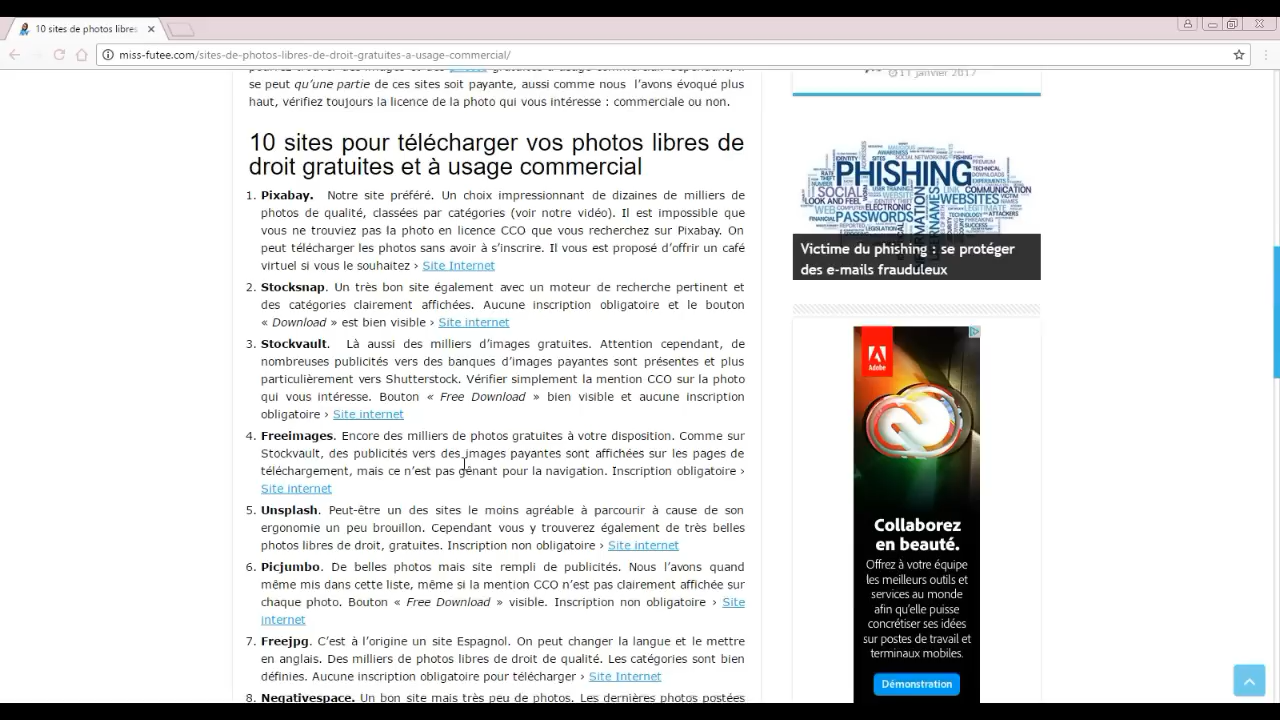 10 sites de photos libres
miss-futee.com/sites-de-photos-libres-de-droit-gratuites-a-usage-commercial/
se peut qu'une partie de ces sites soit payante, aussi comme nous l'avons évoqué plus
haut, vérifiez toujours la licence de la photo qui vous intéresse : commerciale ou non.
10 sites pour télécharger vos photos libres de
droit gratuites et à usage commercial
1. Pixabay. Notre site préféré. Un choix impressionnant de dizaines de milliers de
photos de qualité, classées par catégories (voir notre vidéo). Il est impossible que
vous ne trouviez pas la photo en licence CCO que vous recherchez sur Pixabay. On
peut télécharger les photos sans avoir à s'inscrire. Il vous est proposé d'offrir un café
virtuel si vous le souhaitez › Site Internet
2. Stocksnap. Un très bon site également avec un moteur de recherche pertinent et
des catégories clairement affichées. Aucune inscription obligatoire et le bouton
« Download » est bien visible › Site internet
3. Stockvault. Là aussi des milliers d'images gratuites. Attention cependant, de
nombreuses publicités vers des banques d'images payantes sont présentes et plus
particulièrement vers Shutterstock. Vérifier simplement la mention CCO sur la photo
qui vous intéresse. Bouton « Free Download » bien visible et aucune inscription
obligatoire › Site internet
4. Freeimages. Encore des milliers de photos gratuites à votre disposition. Comme sur
Stockvault, des publicités vers des images payantes sont affichées sur les pages de
téléchargement, mais ce n'est pas gênant pour la navigation. Inscription obligatoire ›
Site internet
5. Unsplash. Peut-être un des sites le moins agréable à parcourir à cause de son
ergonomie un peu brouillon. Cependant vous y trouverez également de très belles
photos libres de droit, gratuites. Inscription non obligatoire › Site internet
6. Picjumbo. De belles photos mais site rempli de publicités. Nous l'avons quand
même mis dans cette liste, même si la mention CCO n'est pas clairement affichée sur
chaque photo. Bouton « Free Download » visible. Inscription non obligatoire › Site
internet
7. Freejpg. C'est à l'origine un site Espagnol. On peut changer la langue et le mettre
en anglais. Des milliers de photos libres de droit de qualité. Les catégories sont bien
définies. Aucune inscription obligatoire pour télécharger › Site Internet
8. Negativespace. Un bon site mais très peu de photos. Les dernières photos postées
11 janvier 2017
PHISHING
SOCIAL
WEBSITES
COMMUNICATION
LOOK AND FEEL
PASSWORDS
INFORMATION
USERNAMES
Victime du phishing : se protéger
des e-mails frauduleux
Adobe
Collaborez
en beauté.
Offrez à votre équipe
les meilleurs outils et
services au monde
afin qu'elle puisse
concrétiser ses idées
sur postes de travail et
terminaux mobiles.
Démonstration